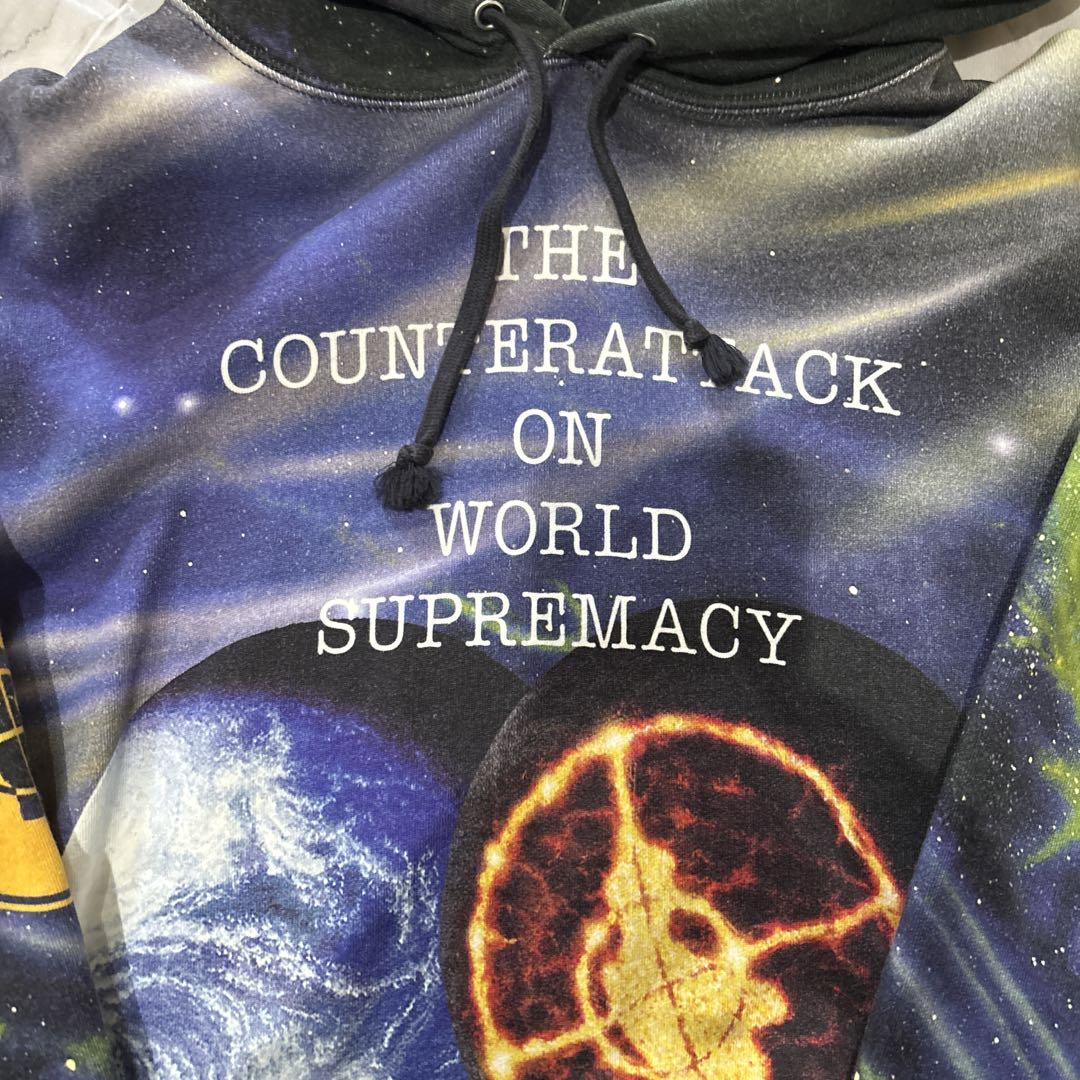 THE
COUNTERATTACK
ON
WORLD
SUPREMACY